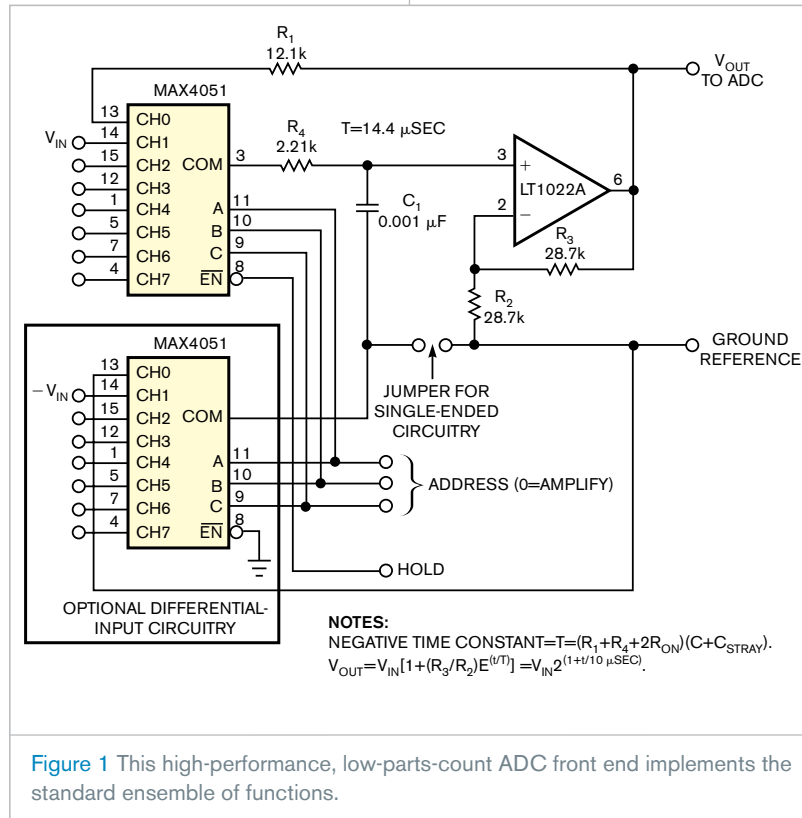 R1
12.1k
VOUT
TO ADC
MAX4051
13 CH0
VIN 14 CH1
15 CH2
12 CH3
1 CH4
5 CH5
7 CH6
4 CH7
COM 3
A 11
B 10
C 9
EN 8
R4
2.21k
T=14.4 μSEC
C1
0.001 μF
3 +
LT1022A
2 −
6
R3
28.7k
R2
28.7k
GROUND
REFERENCE
JUMPER FOR
SINGLE-ENDED
CIRCUITRY
MAX4051
13 CH0
−VIN 14 CH1
15 CH2
12 CH3
1 CH4
5 CH5
7 CH6
4 CH7
COM
A 11
B 10
C 9
EN 8
ADDRESS (0=AMPLIFY)
HOLD
OPTIONAL DIFFERENTIAL-
INPUT CIRCUITRY
NOTES:
NEGATIVE TIME CONSTANT=T=(R1+R4+2RON)(C+CSTRAY).
VOUT=VIN[1+(R3/R2)E(t/T)] =VIN2(1+t/10 μSEC).
Figure 1 This high-performance, low-parts-count ADC front end implements the
standard ensemble of functions.